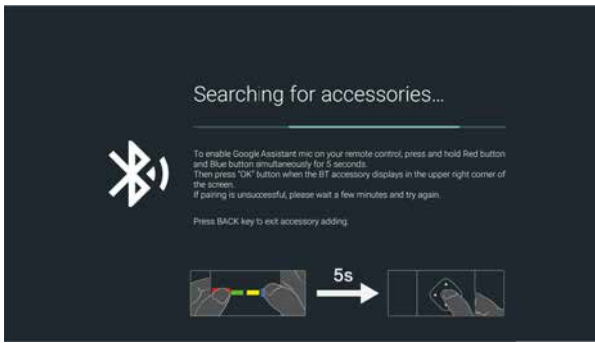 Searching for accessories...
To enable Google Assistant mic on your remote control, press and hold Red button
and Blue button simultaneously for 5 seconds.
Then press "OK" button when the BT accessory displays in the upper right corner of
the screen.
If pairing is unsuccessful, please wait a few minutes and try again.
Press BACK key to exit accessory adding.
5s